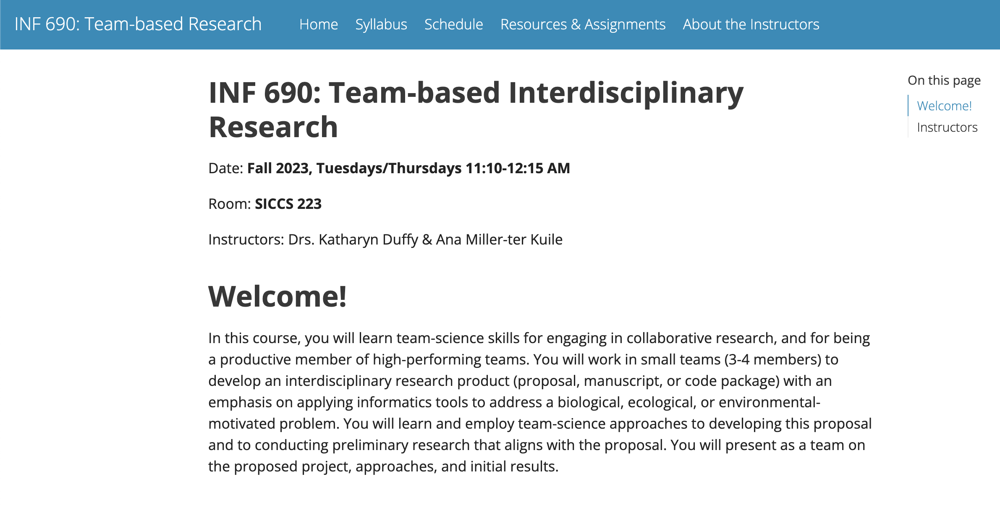 INF 690: Team-based Research
Home
Syllabus
Schedule
Resources & Assignments
About the Instructors
INF 690: Team-based Interdisciplinary
Research
Date: Fall 2023, Tuesdays/Thursdays 11:10-12:15 AM
Room: SICCS 223
Instructors: Drs. Katharyn Duffy & Ana Miller-ter Kuile
Welcome!
In this course, you will learn team-science skills for engaging in collaborative research, and for being
a productive member of high-performing teams. You will work in small teams (3-4 members) to
develop an interdisciplinary research product (proposal, manuscript, or code package) with an
emphasis on applying informatics tools to address a biological, ecological, or environmental-
motivated problem. You will learn and employ team-science approaches to developing this proposal
and to conducting preliminary research that aligns with the proposal. You will present as a team on
the proposed project, approaches, and initial results.
On this page
Welcome!
Instructors